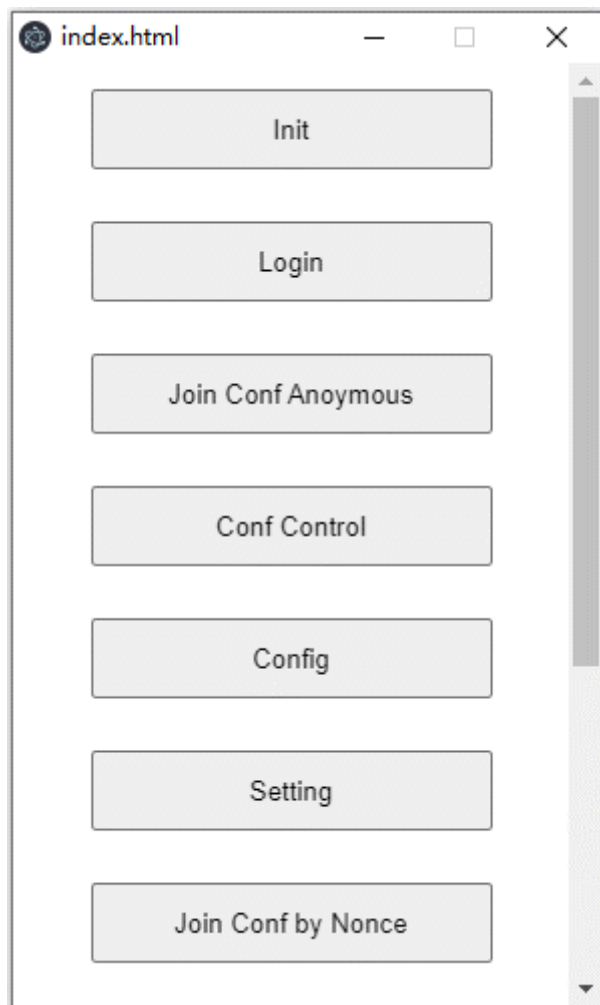 index.html
Init
Login
Join Conf Anoymous
Conf Control
Config
Setting
Join Conf by Nonce